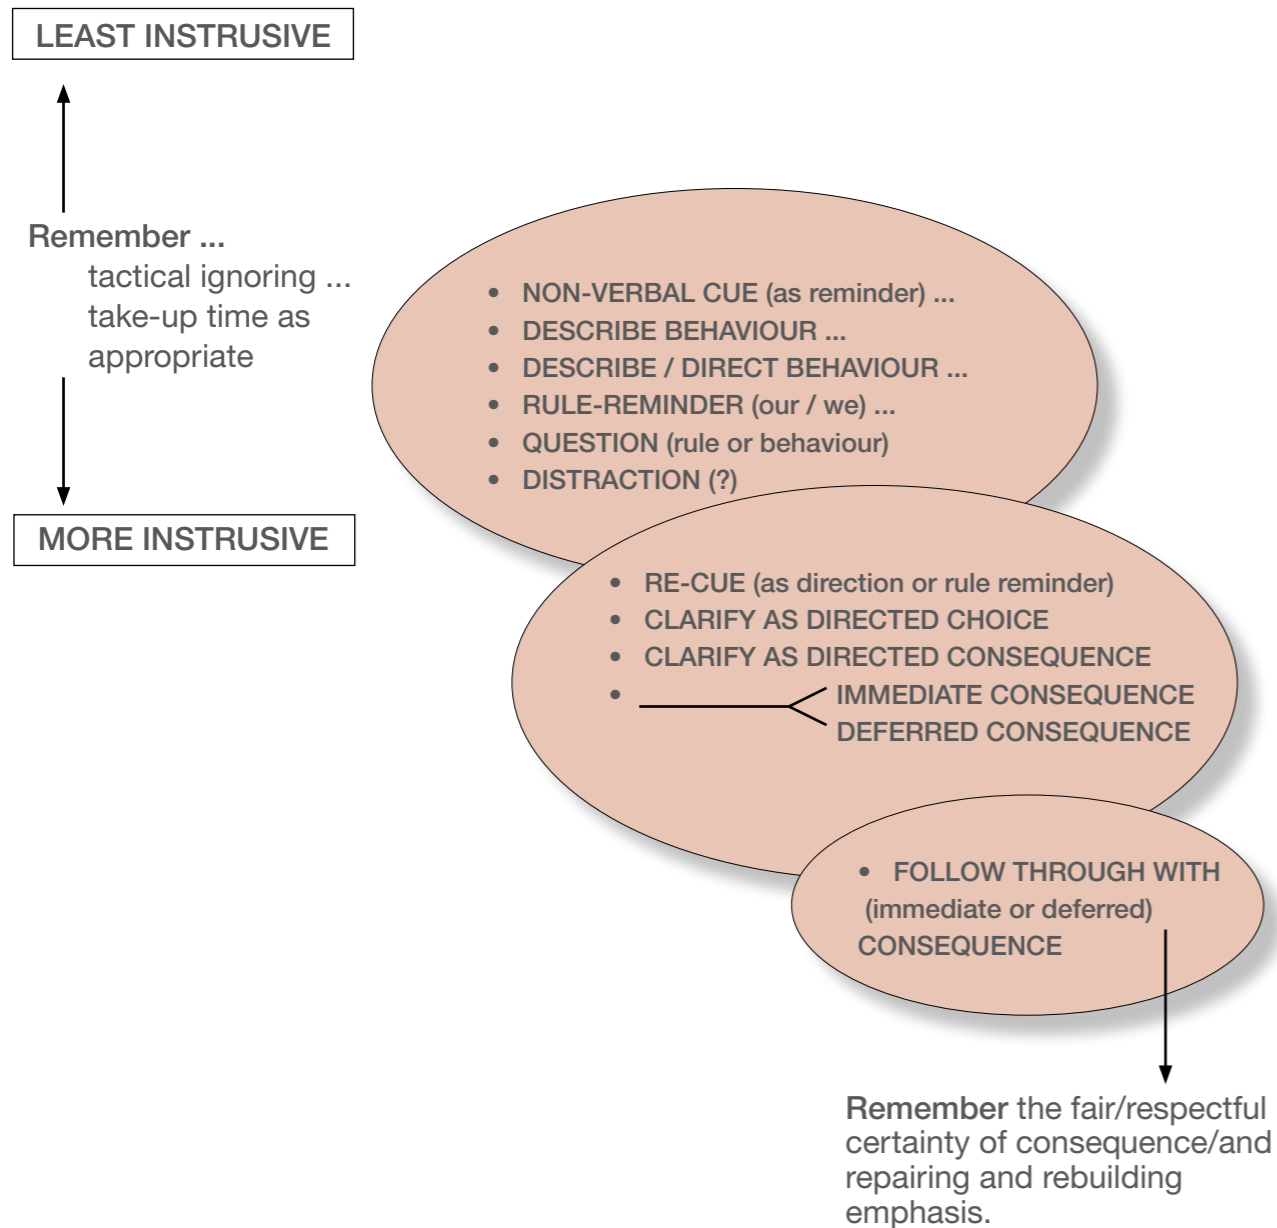 LEAST INSTRUSIVE
Remember ...
tactical ignoring ...
take-up time as
appropriate
MORE INSTRUSIVE
• NON-VERBAL CUE (as reminder) ...
• DESCRIBE BEHAVIOUR ...
• DESCRIBE / DIRECT BEHAVIOUR ...
• RULE-REMINDER (our / we) ...
• QUESTION (rule or behaviour)
• DISTRACTION (?)
• RE-CUE (as direction or rule reminder)
• CLARIFY AS DIRECTED CHOICE
• CLARIFY AS DIRECTED CONSEQUENCE
• IMMEDIATE CONSEQUENCE
DEFERRED CONSEQUENCE
• FOLLOW THROUGH WITH
(immediate or deferred)
CONSEQUENCE
Remember the fair/respectful
certainty of consequence/and
repairing and rebuilding
emphasis.